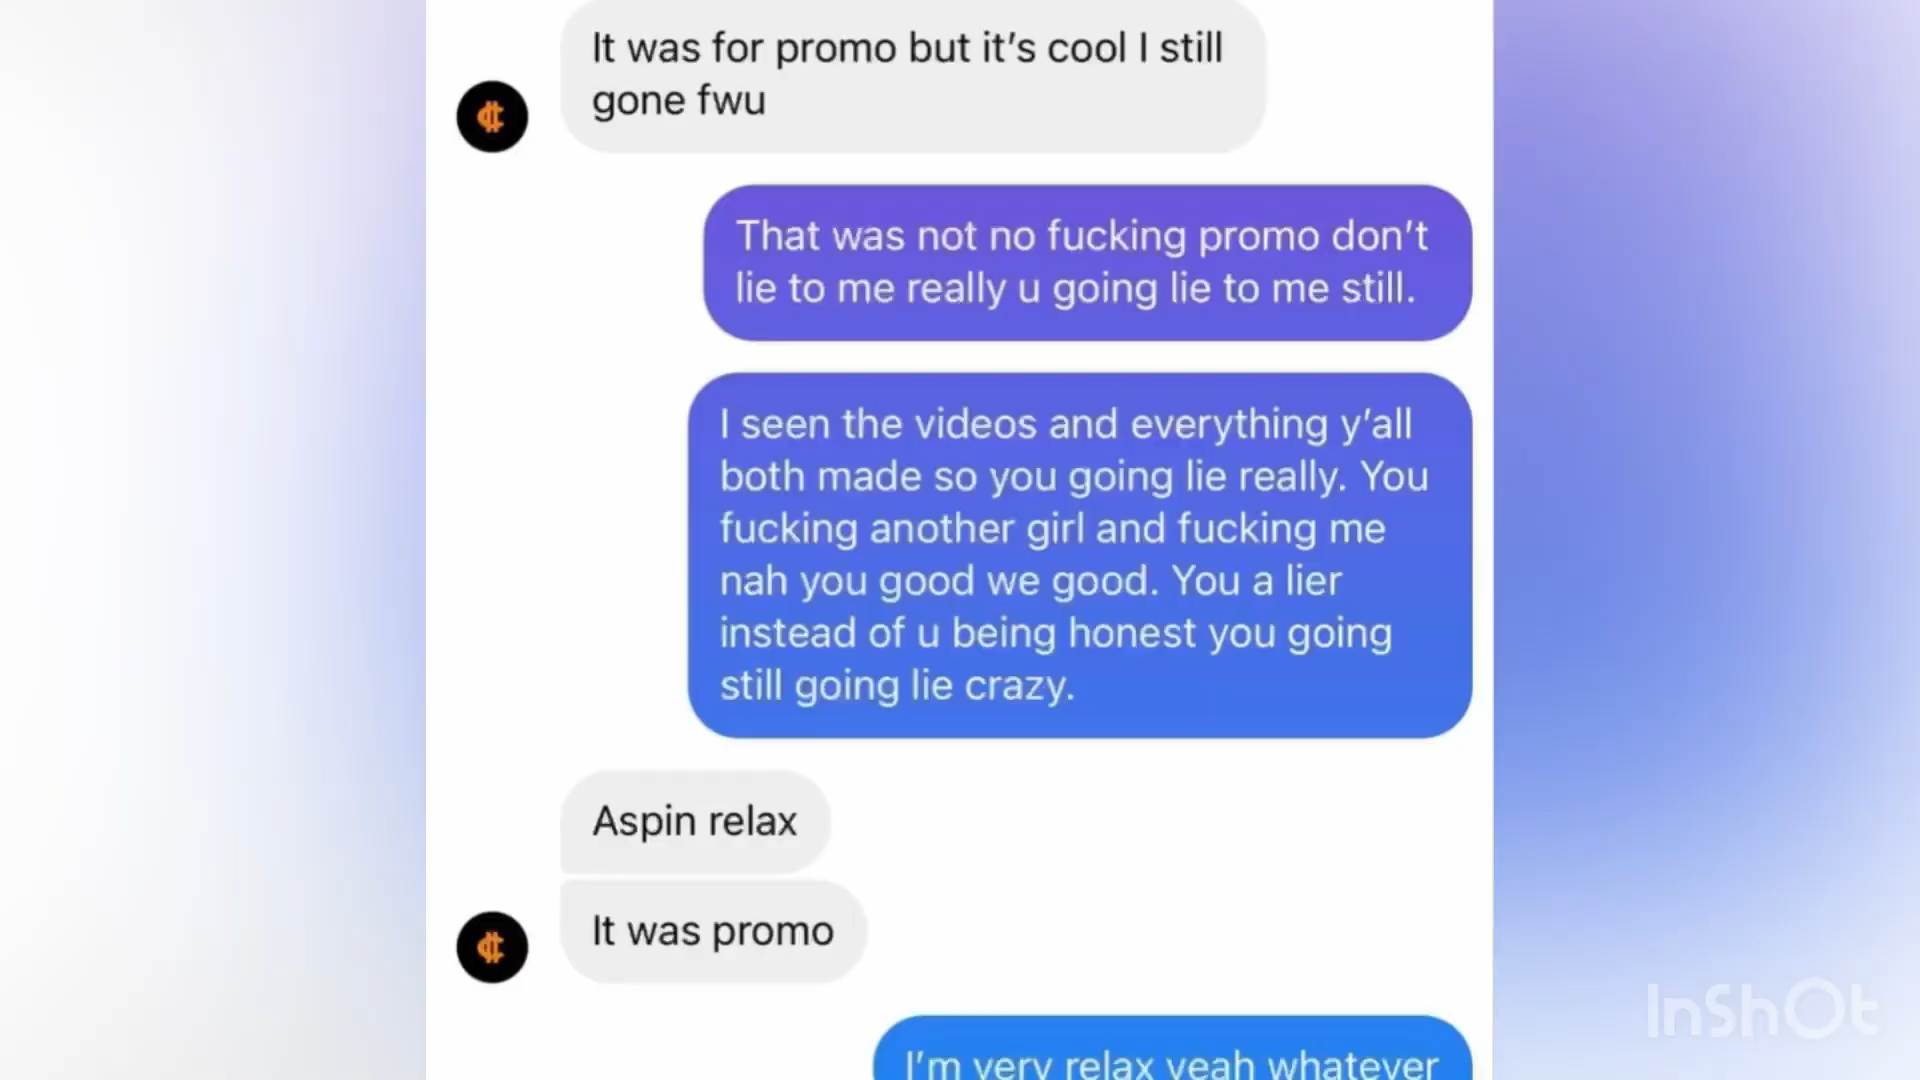 It was for promo but it’s cool I still
gone fwu
That was not no fucking promo don’t
lie to me really u going lie to me still.
I seen the videos and everything y’all
both made so you going lie really. You
fucking another girl and fucking me
nah you good we good. You a lier
instead of u being honest you going
still going lie crazy.
Aspin relax
It was promo
I’m very relax yeah whatever
InShOt